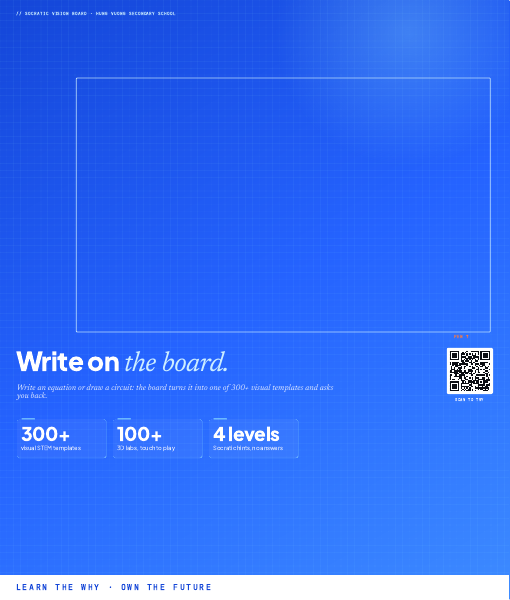 // SOCRATIC VISION BOARD · HUNG VUONG SECONDARY SCHOOL
Write on the board.
Write an equation or draw a circuit: the board turns it into one of 300+ visual templates and asks
you back.
SCAN TO TRY
300+
visual STEM templates
100+
3D labs, touch to play
4 levels
Socratic hints, no answers
LEARN THE WHY · OWN THE FUTURE